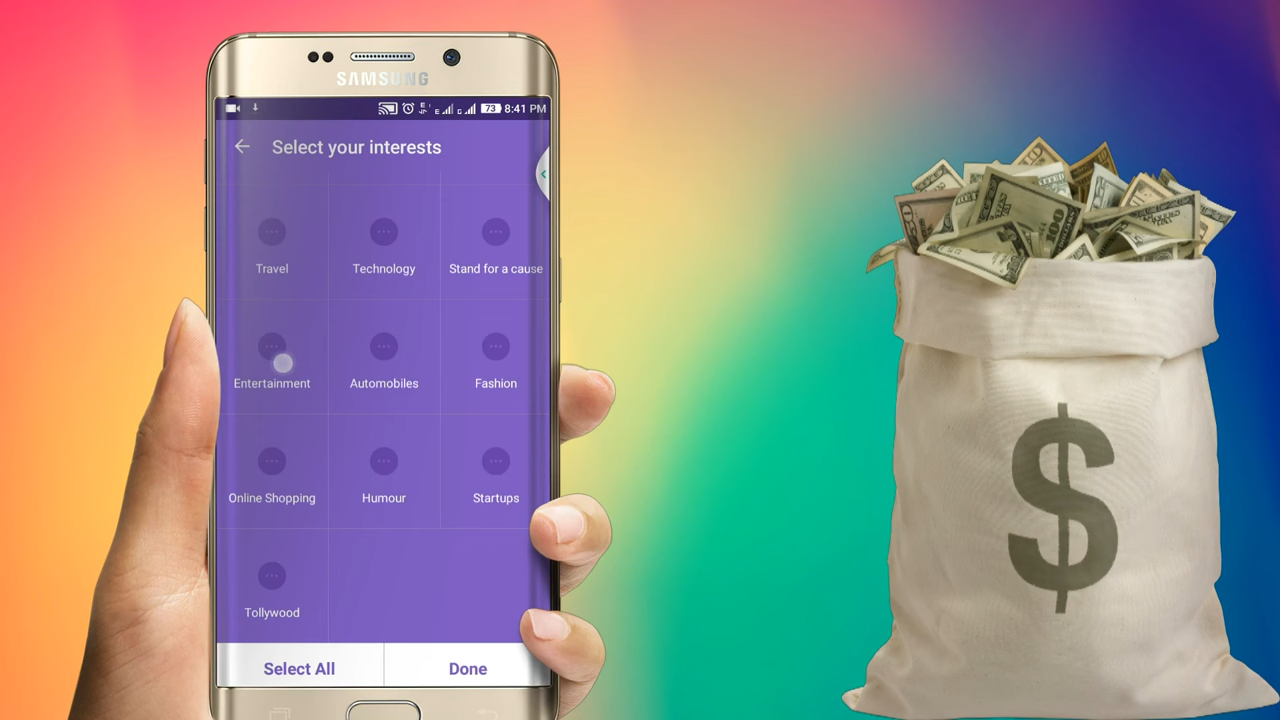 SAMSUNG
73 8:41 PM
Select your interests
Travel Technology Stand for a cause
Entertainment Automobiles Fashion
Online Shopping Humour Startups
Tollywood
Select All Done
$